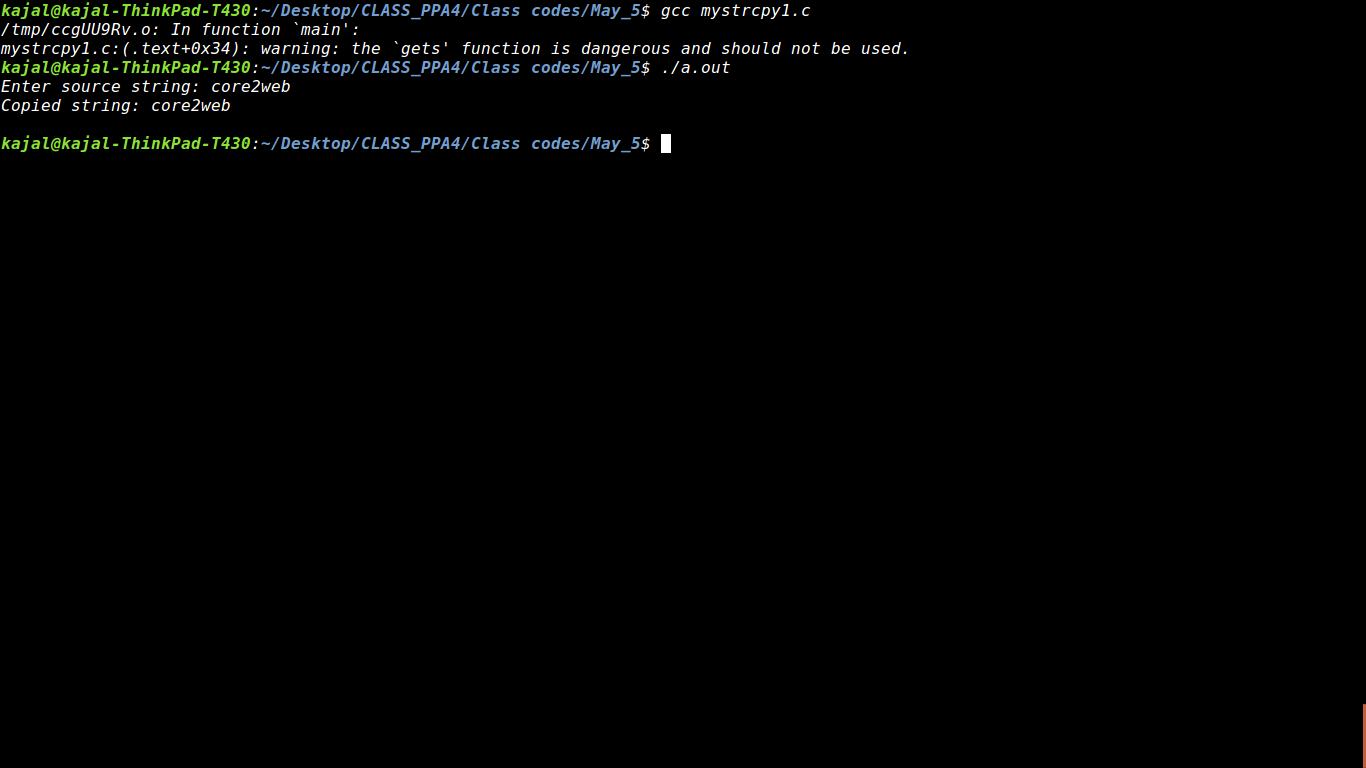 kajal@kajal-ThinkPad-T430:~/Desktop/CLASS_PPA4/Class codes/May_5$ gcc mystrcpy1.c
/tmp/ccgUU9Rv.o: In function `main':
mystrcpy1.c:(.text+0x34): warning: the `gets' function is dangerous and should not be used.
kajal@kajal-ThinkPad-T430:~/Desktop/CLASS_PPA4/Class codes/May_5$ ./a.out
Enter source string: core2web
Copied string: core2web
kajal@kajal-ThinkPad-T430:~/Desktop/CLASS_PPA4/Class codes/May_5$